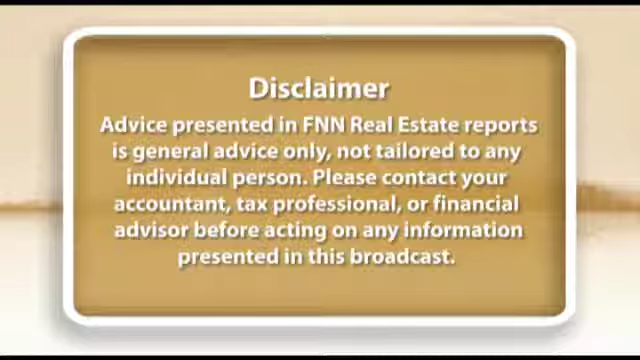 Disclaimer
Advice presented in FNN Real Estate reports
is general advice only, not tailored to any
individual person. Please contact your
accountant, tax professional, or financial
advisor before acting on any information
presented in this broadcast.